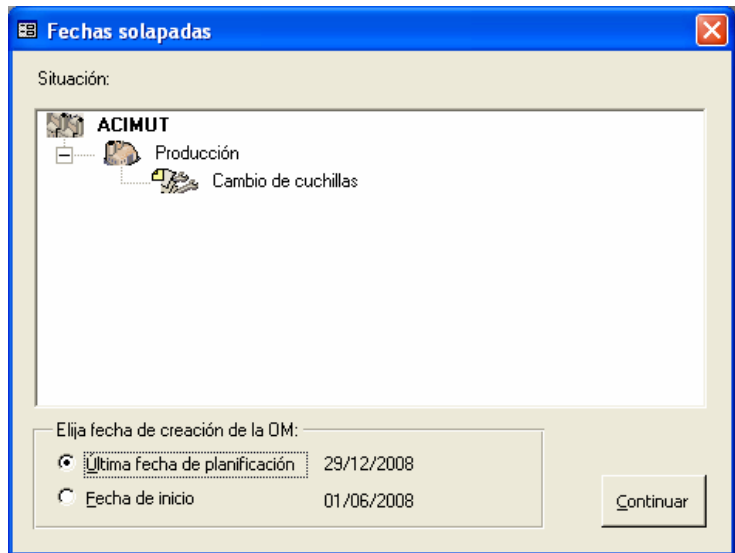 Fechas solapadas
Situación:
ACIMUT
Producción
Cambio de cuchillas
Elija fecha de creación de la OM:
Última fecha de planificación 29/12/2008
Fecha de inicio 01/06/2008
Continuar